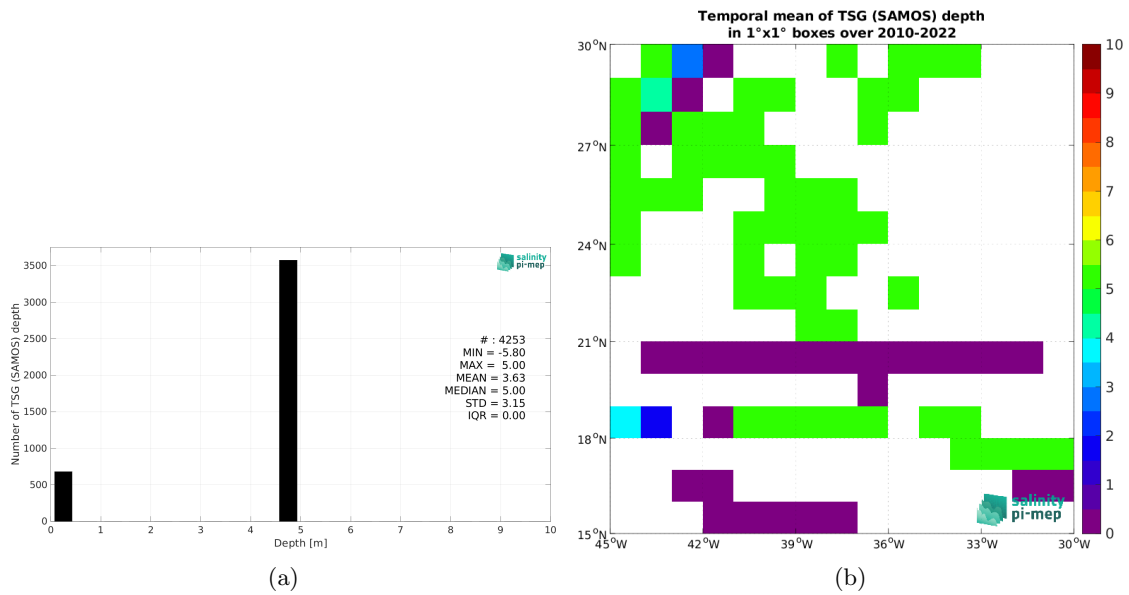 Number of TSG (SAMOS) depth
3500
3000
2500
2000
1500
1000
500
0
0 1 2 3 4 5 6 7 8 9 10
Depth [m]
salinity
pi-mep
# : 4253
MIN = -5.80
MAX = 5.00
MEAN = 3.63
MEDIAN = 5.00
STD = 3.15
IQR = 0.00
(a)
Temporal mean of TSG (SAMOS) depth
in 1°x1° boxes over 2010-2022
30°N
27°N
24°N
21°N
18°N
15°N
45°W 42°W 39°W 36°W 33°W 30°W
salinity
pi-mep
10
9
8
7
6
5
4
3
2
1
0
(b)